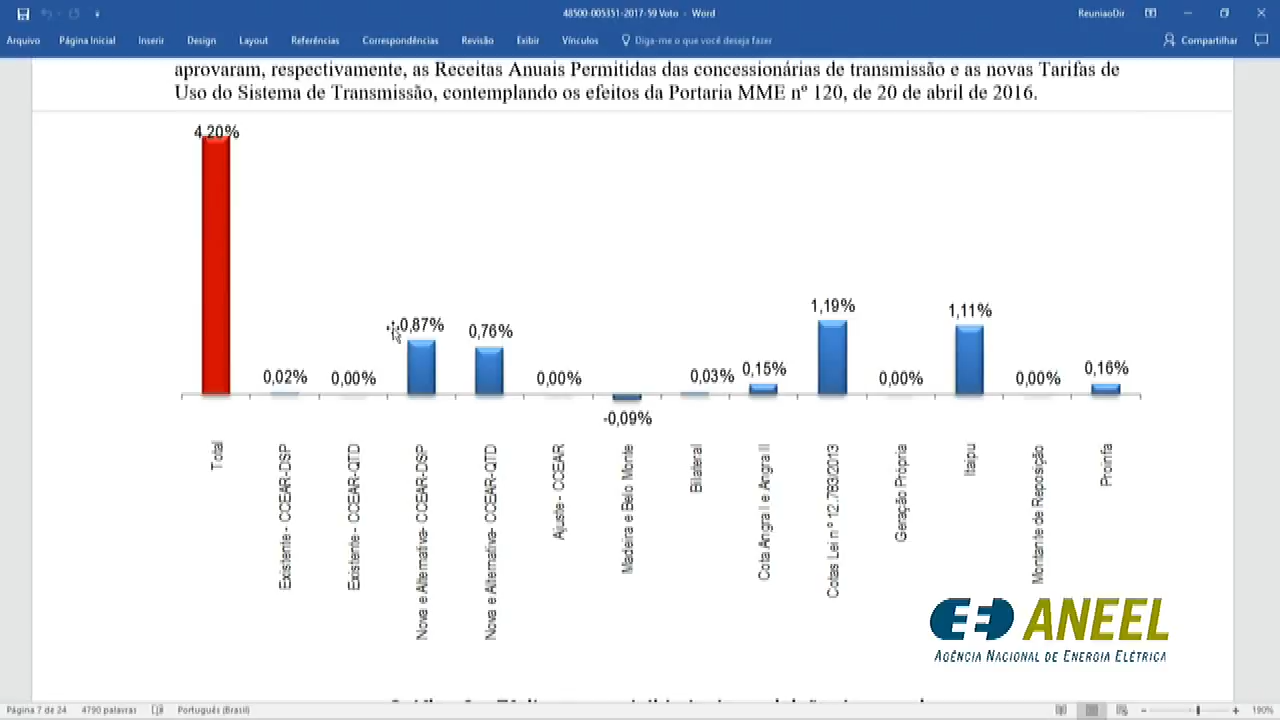 48500-005351-2017-59 Voto - Word
ReuniaoDir
Arquivo Página Inicial Inserir Design Layout Referências Correspondências Revisão Exibir Vínculos Diga-me o que você deseja fazer Compartilhar
aprovaram, respectivamente, as Receitas Anuais Permitidas das concessionárias de transmissão e as novas Tarifas de
Uso do Sistema de Transmissão, contemplando os efeitos da Portaria MME nº 120, de 20 de abril de 2016.
4,20%
0,02%
0,00%
0,87%
0,76%
0,00%
-0,09%
0,03%
0,15%
1,19%
0,00%
1,11%
0,00%
0,16%
Total
Existente - CCEAR-DSP
Existente - CCEAR-QTD
Nova e Alternativa- CCEAR-DSP
Nova e Alternativa- CCEAR-QTD
Ajuste - CCEAR
Madeira e Belo Monte
Bilateral
Cota Angra I e Angra II
Cotas Lei nº 12.783/2013
Geração Própria
Itaipu
Montante de Reposição
Proinfa
ANEEL
AGÊNCIA NACIONAL DE ENERGIA ELÉTRICA
Página 7 de 24 4790 palavras Português (Brasil) 190%